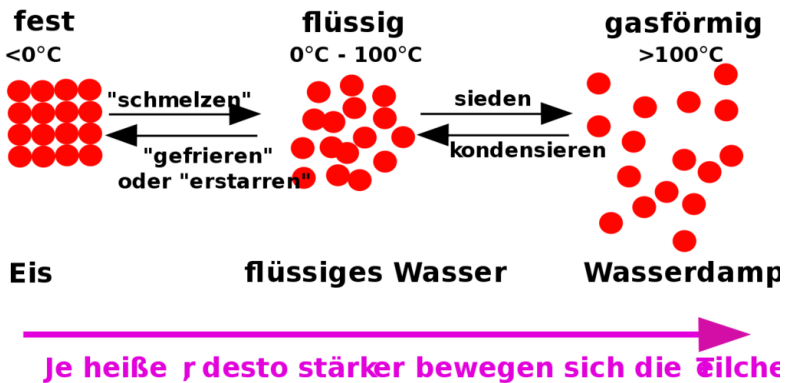 fest
<0°C
flüssig
0°C - 100°C
gasförmig
>100°C
"schmelzen"
"gefrieren"
oder "erstarren"
sieden
kondensieren
Eis
flüssiges Wasser
Wasserdamp
Je heißer, desto stärker bewegen sich die Teilche